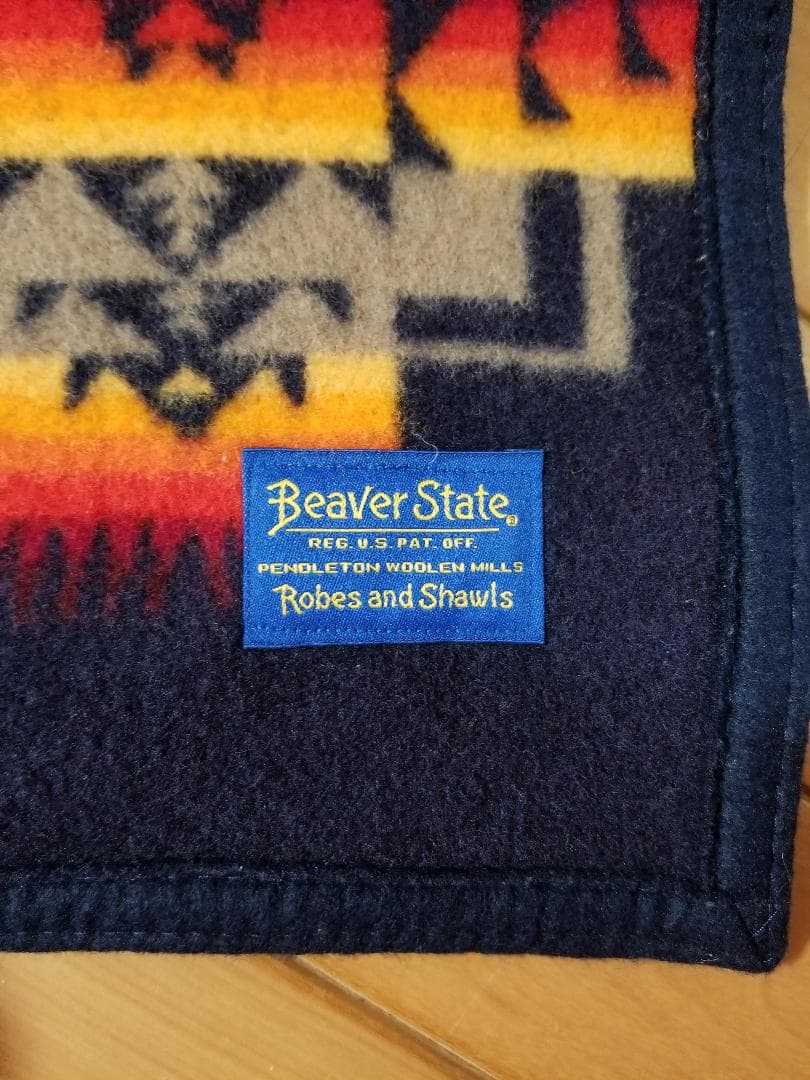 Beaver State®
REG. U.S. PAT. OFF.
PENDLETON WOOLEN MILLS
Robes and Shawls